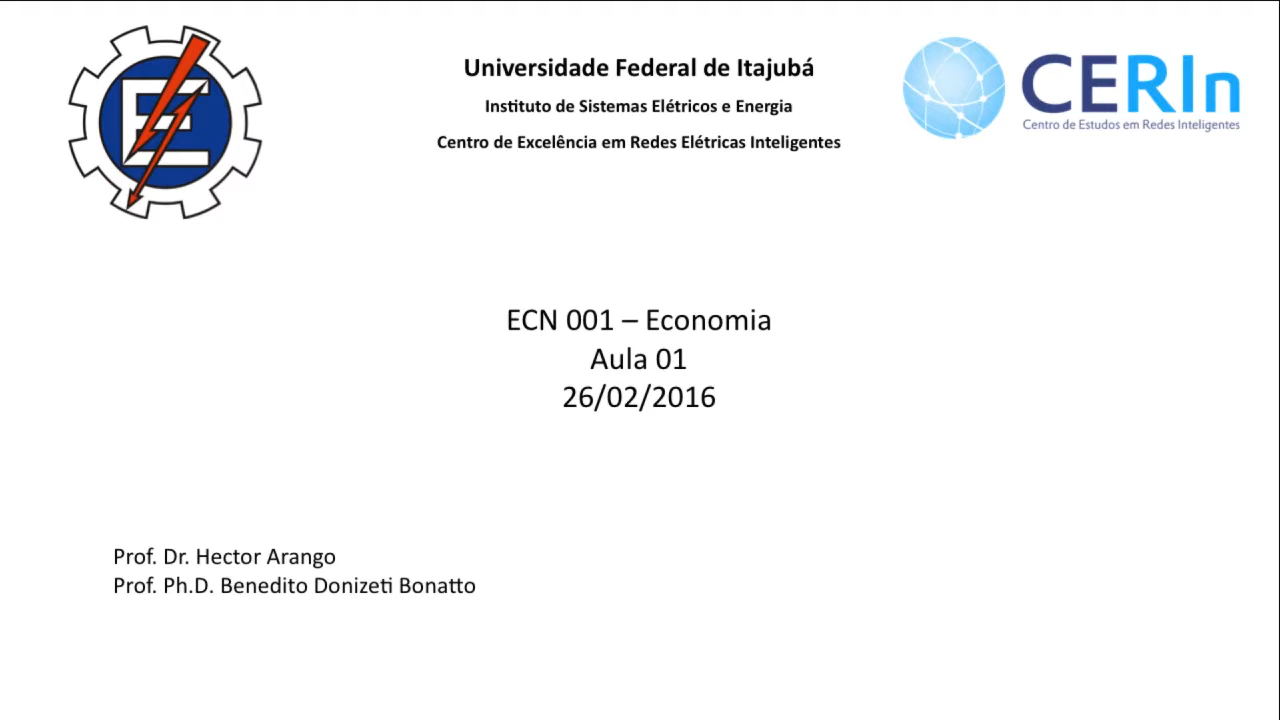 Universidade Federal de Itajubá
Instituto de Sistemas Elétricos e Energia
Centro de Excelência em Redes Elétricas Inteligentes
CERIn
Centro de Estudos em Redes Inteligentes
E
ECN 001 – Economia
Aula 01
26/02/2016
Prof. Dr. Hector Arango
Prof. Ph.D. Benedito Donizeti Bonatto